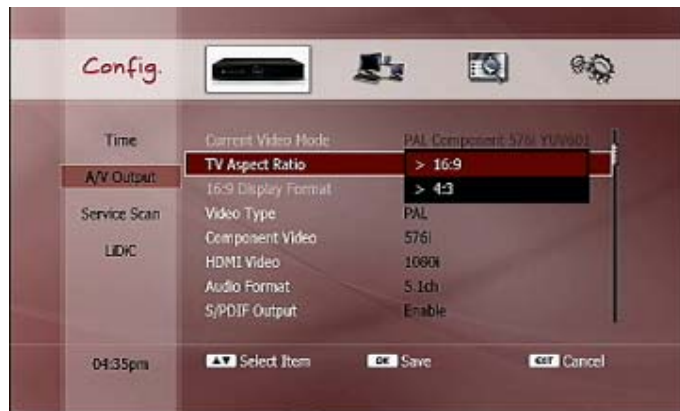 Config.
Time
A/V Output
Service Scan
LiDiC
04:35pm
Current Video Mode PAL Component 576i YUV601
TV Aspect Ratio > 16:9
16:9 Display Format > 4:3
Video Type PAL
Component Video 576i
HDMI Video 1080i
Audio Format 5.1ch
S/PDIF Output Enable
▲▼ Select Item OK Save EXIT Cancel